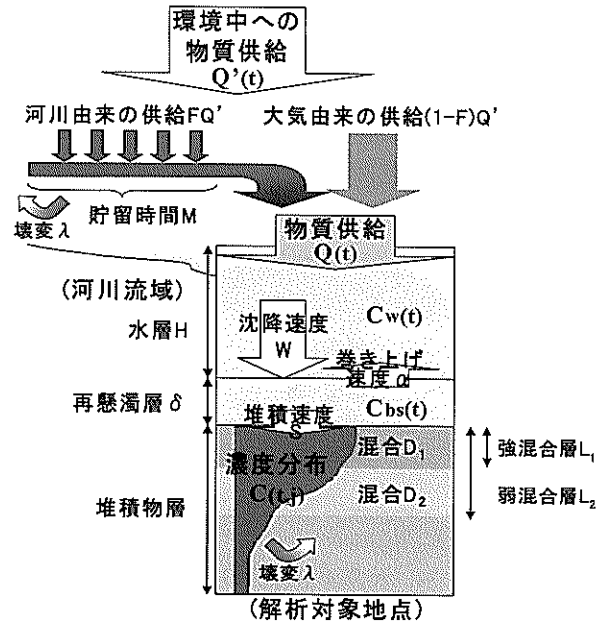 環境中への
物質供給
Q'(t)
河川由来の供給FQ'
大気由来の供給(1-F)Q'
貯留時間M
壊変λ
物質供給
Q(t)
(河川流域)
水層H
沈降速度
W
Cw(t)
巻き上げ
速度α
再懸濁層δ
堆積速度
S
Cbs(t)
濃度分布
C(t,j)
混合D₁
強混合層L₁
混合D₂
弱混合層L₂
堆積物層
壊変λ
(解析対象地点)